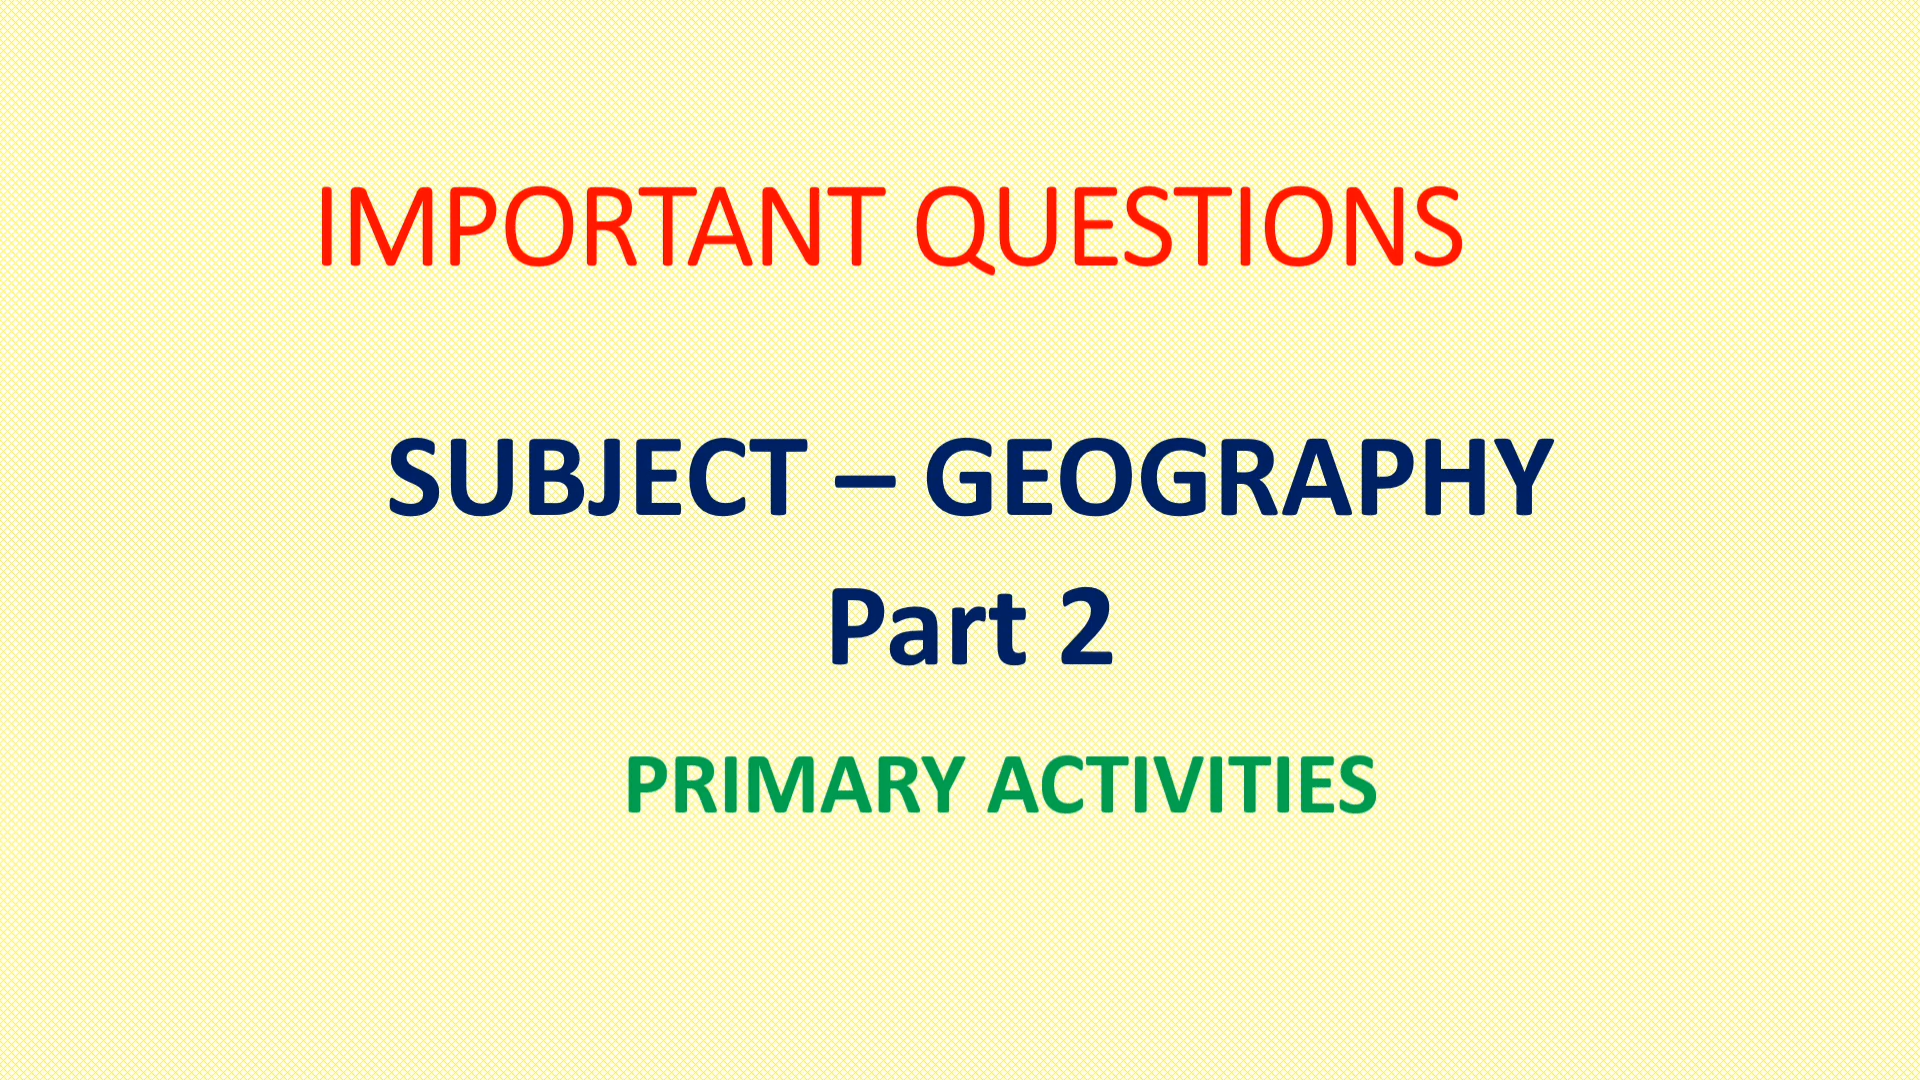 IMPORTANT QUESTIONS
SUBJECT – GEOGRAPHY
Part 2
PRIMARY ACTIVITIES